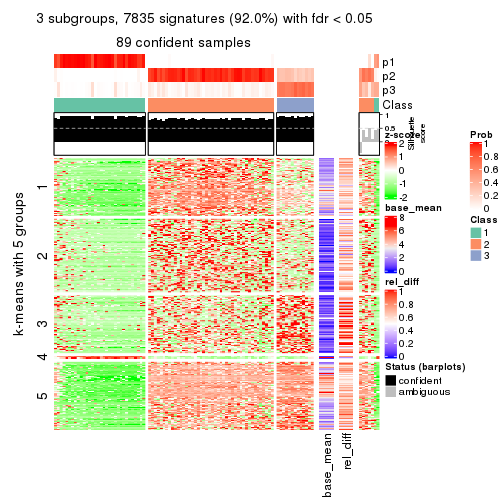 3 subgroups, 7835 signatures (92.0%) with fdr < 0.05
89 confident samples
p1
p2
p3
Class
1
0.5
0
Silhouette
score
k-means with 5 groups
1
2
3
4
5
base_mean
rel_diff
z-score
2
1
0
-1
-2
base_mean
8
6
4
2
0
rel_diff
1
0.8
0.6
0.4
0.2
0
Status (barplots)
confident
ambiguous
Prob
1
0.8
0.6
0.4
0.2
0
Class
1
2
3